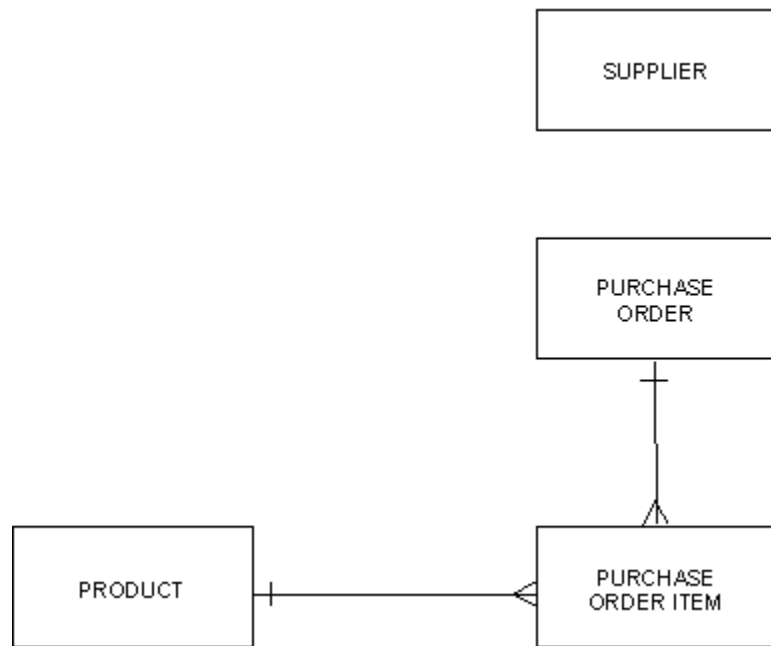 SUPPLIER
PURCHASE
ORDER
PRODUCT
PURCHASE
ORDER ITEM